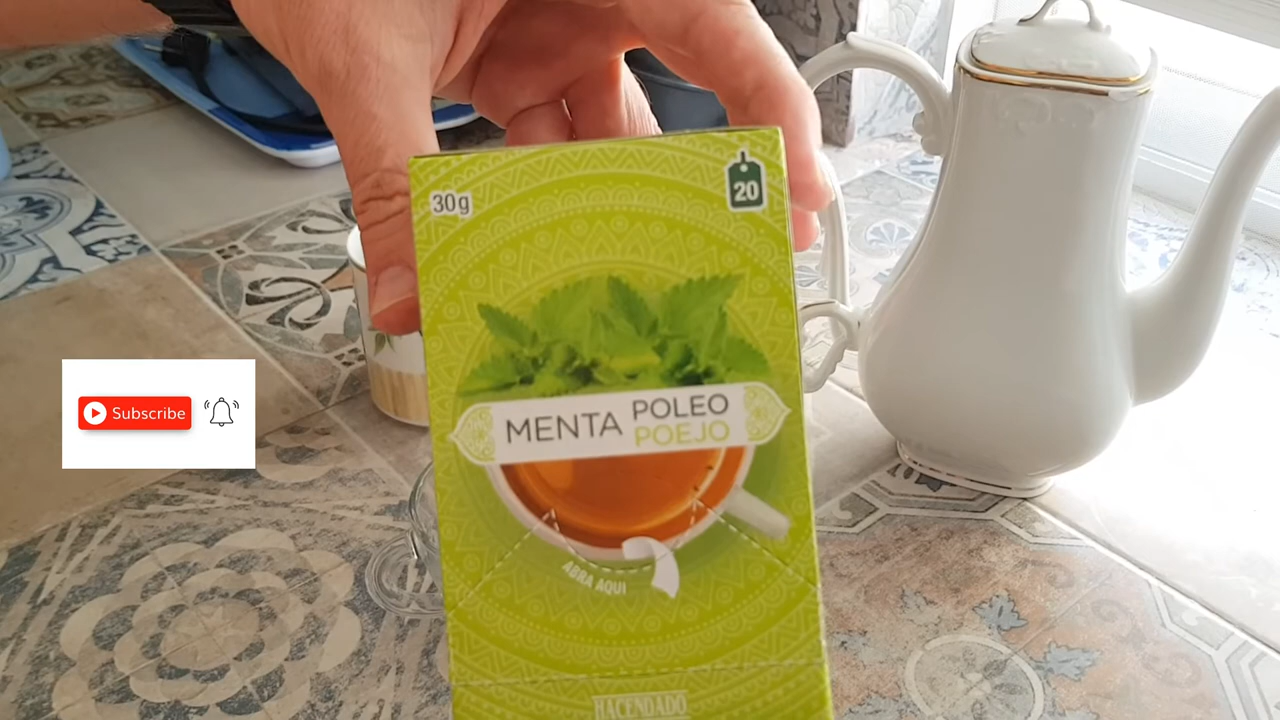 30g
20
MENTA POLEO
POEJO
ABRA AQUI
HACENDADO
Subscribe